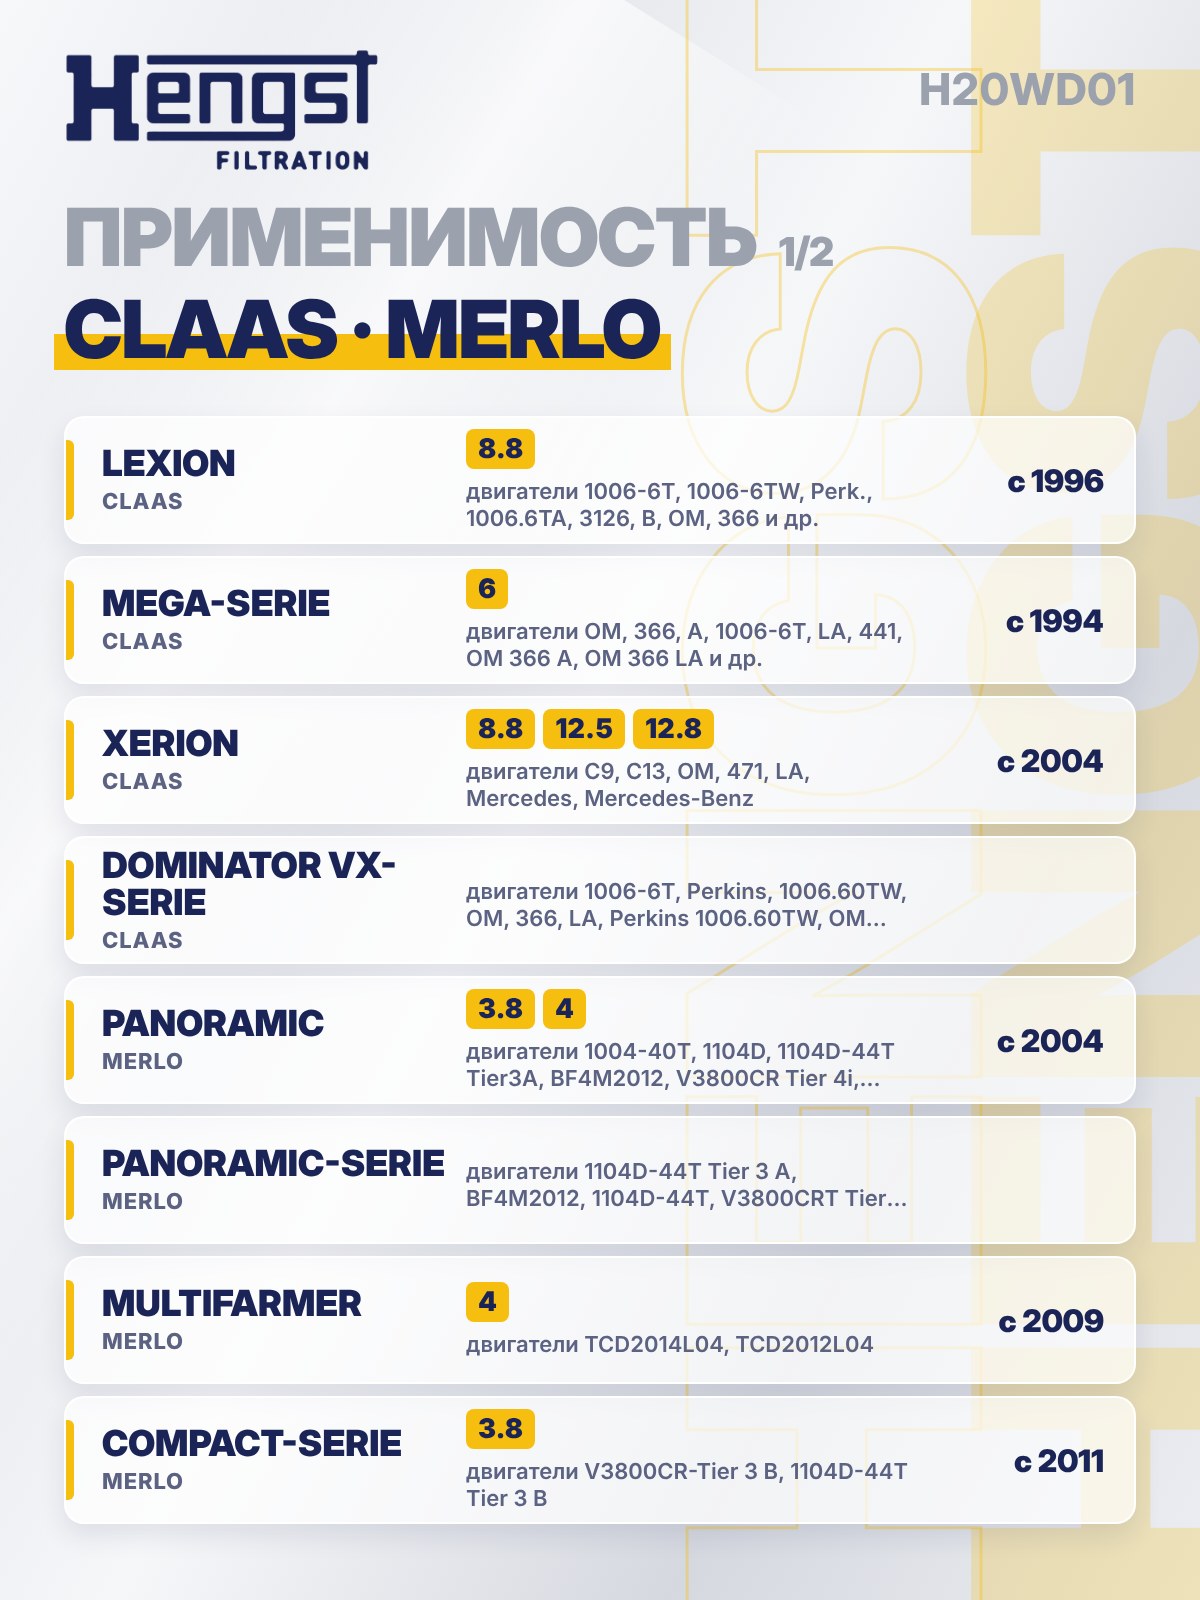 Hengst
FILTRATION
H20WD01
ПРИМЕНИМОСТЬ 1/2
CLAAS · MERLO
LEXION
CLAAS
8.8
двигатели 1006-6T, 1006-6TW, Perk.,
1006.6TA, 3126, B, OM, 366 и др.
с 1996
MEGA-SERIE
CLAAS
6
двигатели OM, 366, A, 1006-6T, LA, 441,
OM 366 A, OM 366 LA и др.
с 1994
XERION
CLAAS
8.8 12.5 12.8
двигатели C9, C13, OM, 471, LA,
Mercedes, Mercedes-Benz
с 2004
DOMINATOR VX-
SERIE
CLAAS
двигатели 1006-6T, Perkins, 1006.60TW,
OM, 366, LA, Perkins 1006.60TW, OM...
PANORAMIC
MERLO
3.8 4
двигатели 1004-40T, 1104D, 1104D-44T
Tier3A, BF4M2012, V3800CR Tier 4i,...
с 2004
PANORAMIC-SERIE
MERLO
двигатели 1104D-44T Tier 3 A,
BF4M2012, 1104D-44T, V3800CRT Tier...
MULTIFARMER
MERLO
4
двигатели TCD2014L04, TCD2012L04
с 2009
COMPACT-SERIE
MERLO
3.8
двигатели V3800CR-Tier 3 B, 1104D-44T
Tier 3 B
с 2011
HENGST